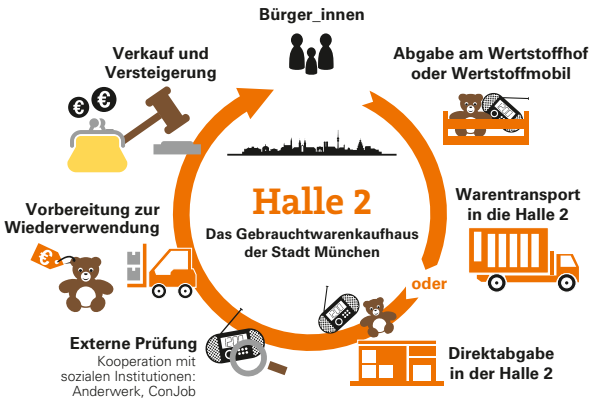 Bürger_innen
Abgabe am Wertstoffhof
oder Wertstoffmobil
Warentransport
in die Halle 2
oder
Direktabgabe
in der Halle 2
Externe Prüfung
Kooperation mit
sozialen Institutionen:
Anderwerk, ConJob
Vorbereitung zur
Wiederverwendung
€
Verkauf und
Versteigerung
€ €
Halle 2
Das Gebrauchtwarenkaufhaus
der Stadt München